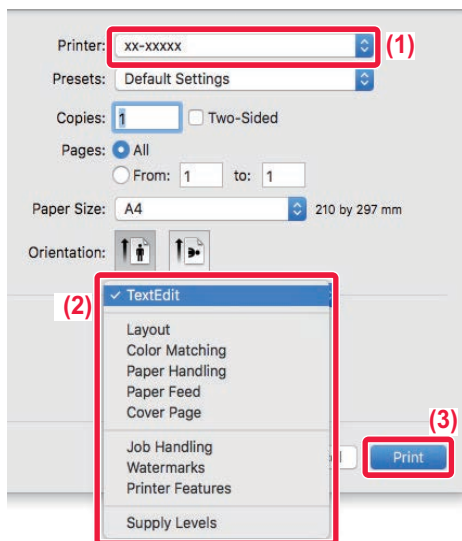 Printer: xx-xxxxx (1)
Presets: Default Settings
Copies: 1 Two-Sided
Pages: All
From: 1 to: 1
Paper Size: A4 210 by 297 mm
Orientation:
(2) ✓ TextEdit
Layout
Color Matching
Paper Handling
Paper Feed
Cover Page
(3)
Job Handling
Watermarks
Print
Printer Features
Supply Levels